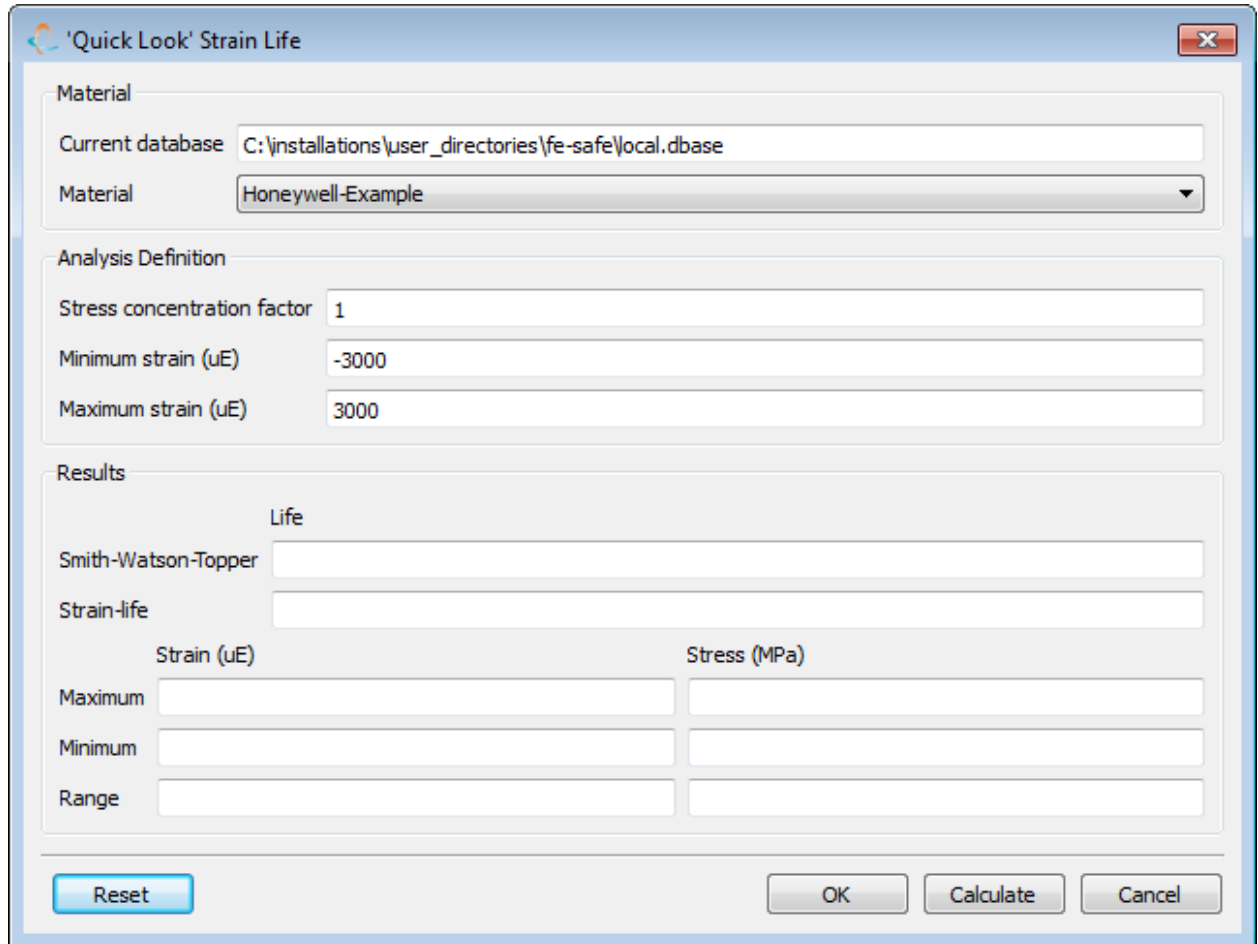 'Quick Look' Strain Life
Material
Current database C:\installations\user_directories\fe-safe\local.dbase
Material Honeywell-Example
Analysis Definition
Stress concentration factor 1
Minimum strain (uE) -3000
Maximum strain (uE) 3000
Results
Life
Smith-Watson-Topper
Strain-life
Strain (uE) Stress (MPa)
Maximum
Minimum
Range
Reset OK Calculate Cancel